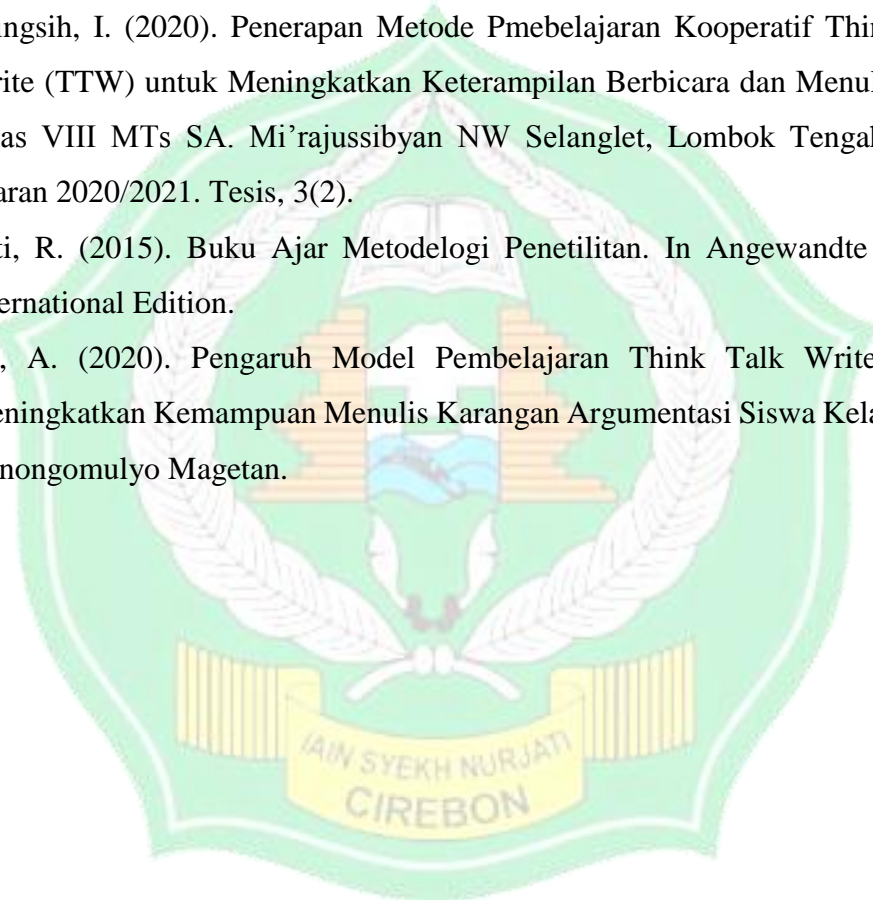 ingsih, I. (2020). Penerapan Metode Pmebelajaran Kooperatif Thin
rite (TTW) untuk Meningkatkan Keterampilan Berbicara dan Menul
as VIII MTs SA. Mi’rajussibyan NW Selanglet, Lombok Tengal
aran 2020/2021. Tesis, 3(2).
ti, R. (2015). Buku Ajar Metodelogi Penetilitan. In Angewandte
ernational Edition.
, A. (2020). Pengaruh Model Pembelajaran Think Talk Write
eningkatkan Kemampuan Menulis Karangan Argumentasi Siswa Kela
nongomulyo Magetan.
IAIN SYEKH NURJATI
CIREBON